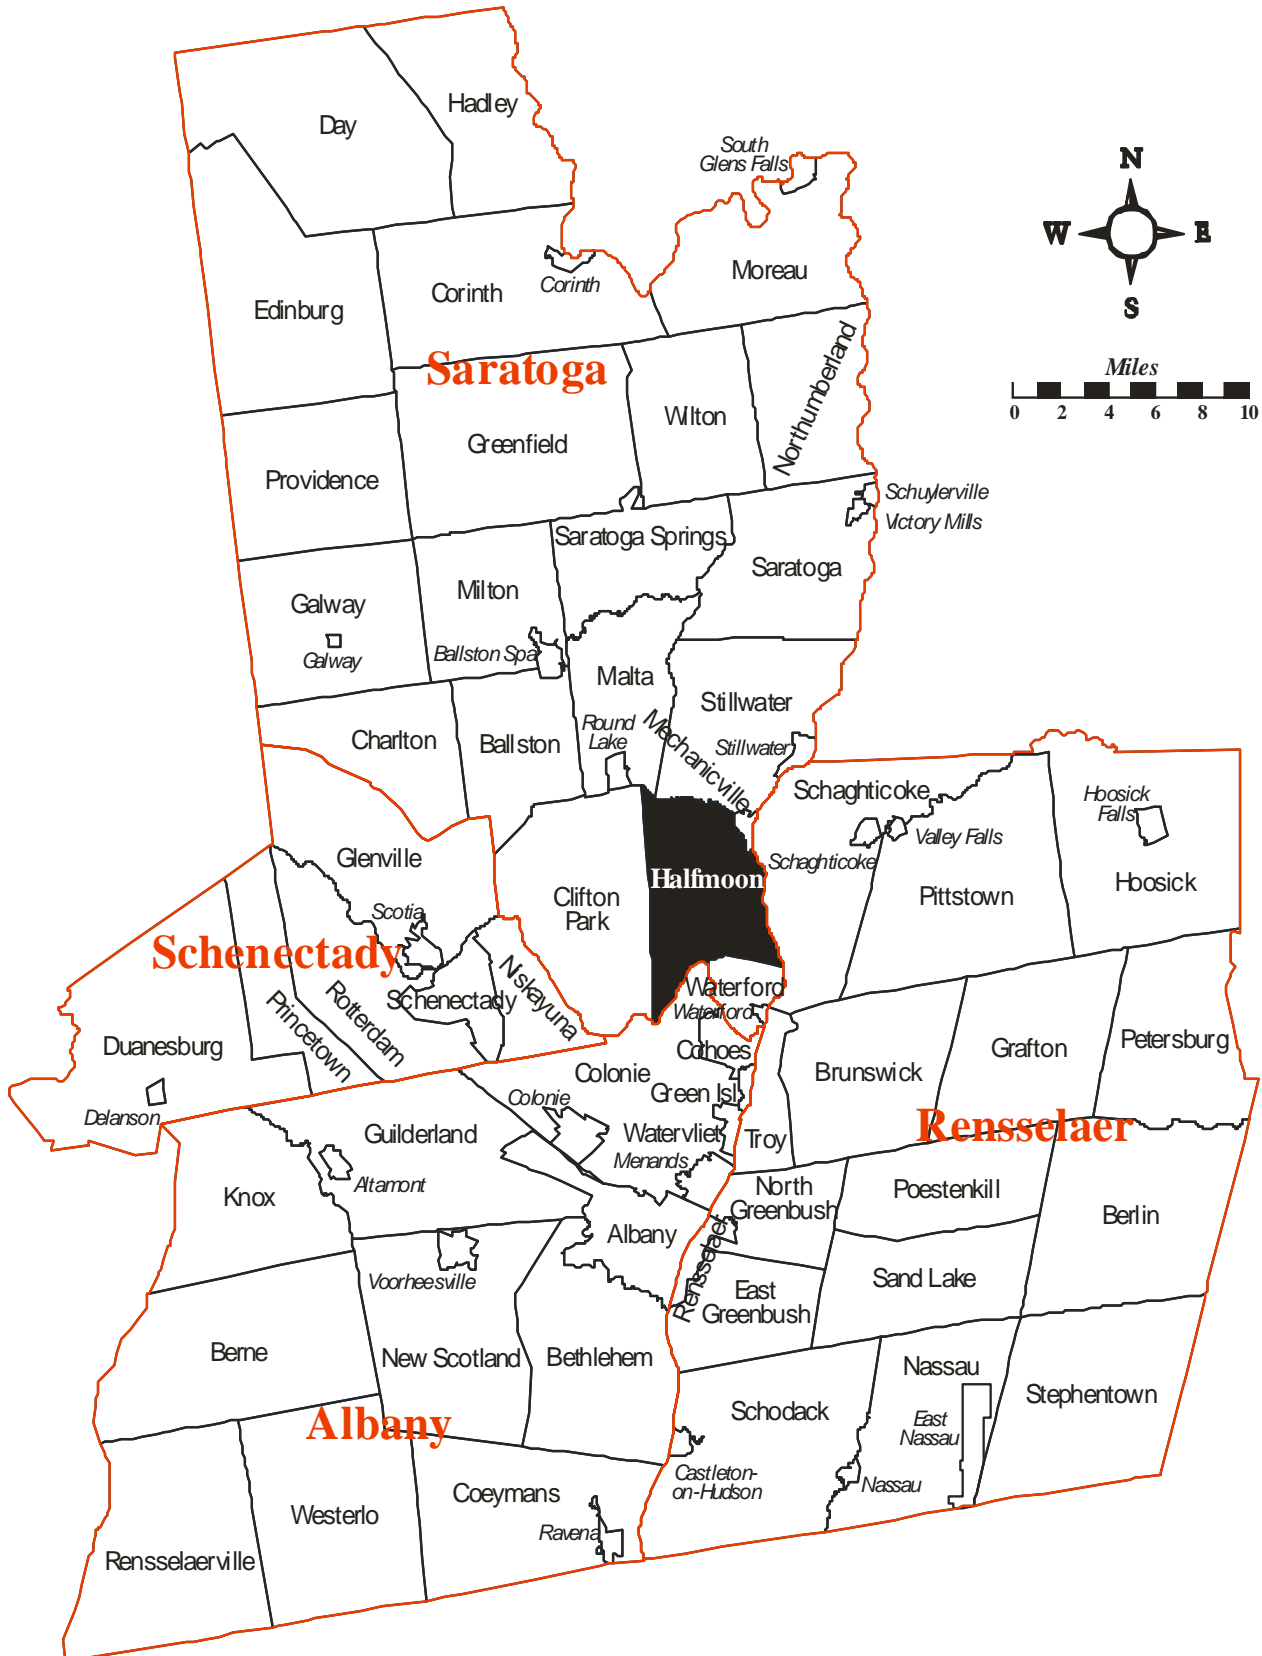 Hadley
Day
South
Glens Falls
N
W
E
S
Moreau
Corinth
Corinth
Edinburg
Saratoga
Miles
0 2 4 6 8 10
Northumberland
Wilton
Greenfield
Providence
Schuylerville
Victory Mills
Saratoga Springs
Saratoga
Milton
Galway
Galway
Ballston Spa
Malta
Stillwater
Round
Lake
Mechanicville
Stillwater
Charlton
Ballston
Schaghticoke
Hoosick
Falls
Valley Falls
Schaghticoke
Glenville
Halfmoon
Hoosick
Pittstown
Clifton
Park
Scotia
Schenectady
Niskayuna
Schenectady
Rotterdam
Princetown
Waterford
Waterford
Duanesburg
Cohoes
Colonie
Green Isl.
Brunswick
Grafton
Petersburg
Delanson
Colonie
Guilderland
Watervliet
Menands
Troy
Rensselaer
Knox
Altamont
North
Greenbush
Poestenkill
Berlin
Albany
Rensselaer
Voorheesville
Sand Lake
East
Greenbush
Berne
New Scotland
Bethlehem
Nassau
Stephentown
Albany
Schodack
East
Nassau
Castleton-
on-Hudson
Nassau
Coeymans
Westerlo
Ravena
Rensselaerville